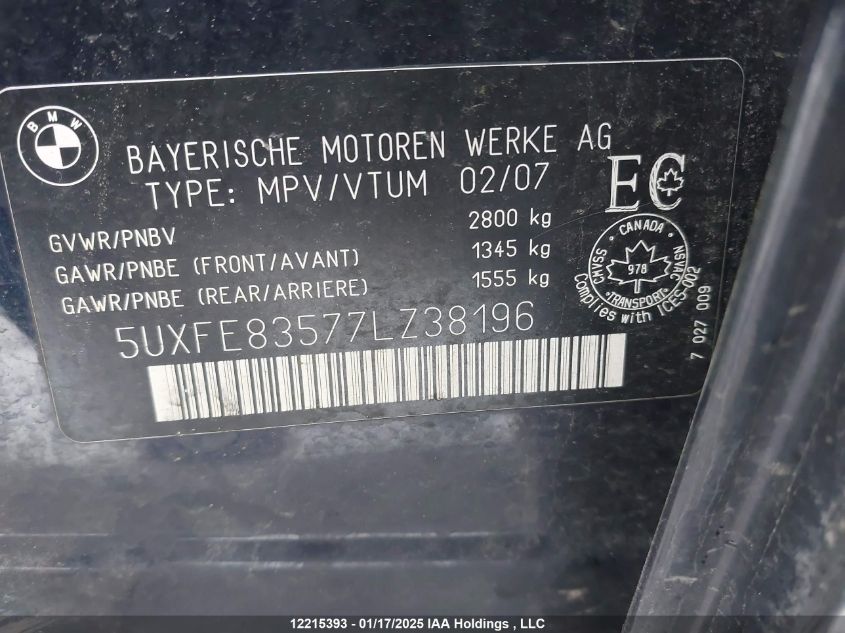 BMW
BAYERISCHE MOTOREN WERKE AG
TYPE: MPV/VTUM 02/07
EC
GVWR/PNBV 2800 kg
GAWR/PNBE (FRONT/AVANT) 1345 kg
GAWR/PNBE (REAR/ARRIERE) 1555 kg
CANADA
CMVSS
NSVAC
978
TRANSPORT
Complies with ICES-002
7 027 009
5UXFE83577LZ38196
12215393 - 01/17/2025 IAA Holdings , LLC